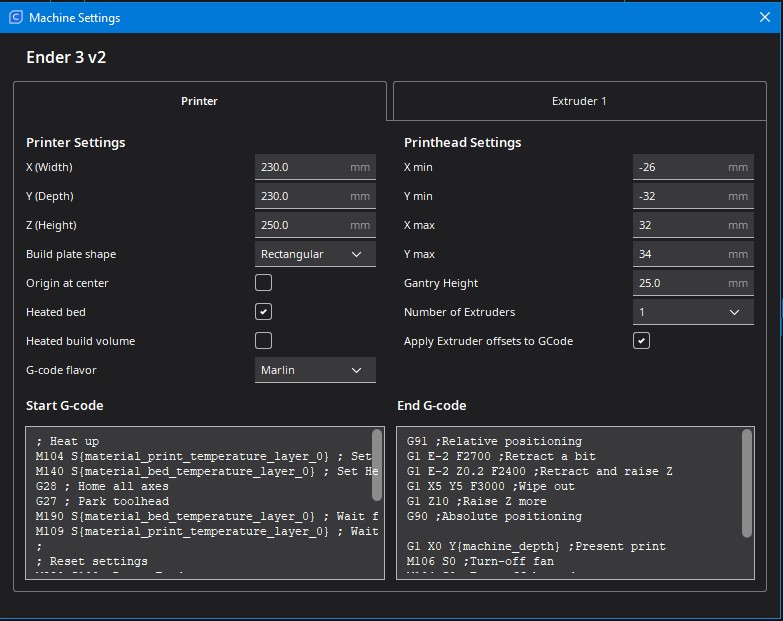 Machine Settings
Ender 3 v2
Printer
Extruder 1
Printer Settings
X (Width)
230.0 mm
Y (Depth)
230.0 mm
Z (Height)
250.0 mm
Build plate shape
Rectangular
Origin at center
Heated bed
Heated build volume
G-code flavor
Marlin
Printhead Settings
X min
-26 mm
Y min
-32 mm
X max
32 mm
Y max
34 mm
Gantry Height
25.0 mm
Number of Extruders
1
Apply Extruder offsets to GCode
Start G-code
; Heat up
M104 S{material_print_temperature_layer_0} ; Set
M140 S{material_bed_temperature_layer_0} ; Set He
G28 ; Home all axes
G27 ; Park toolhead
M190 S{material_bed_temperature_layer_0} ; Wait f
M109 S{material_print_temperature_layer_0} ; Wait
;
; Reset settings
End G-code
G91 ;Relative positioning
G1 E-2 F2700 ;Retract a bit
G1 E-2 Z0.2 F2400 ;Retract and raise Z
G1 X5 Y5 F3000 ;Wipe out
G1 Z10 ;Raise Z more
G90 ;Absolute positioning
G1 X0 Y{machine_depth} ;Present print
M106 S0 ;Turn-off fan